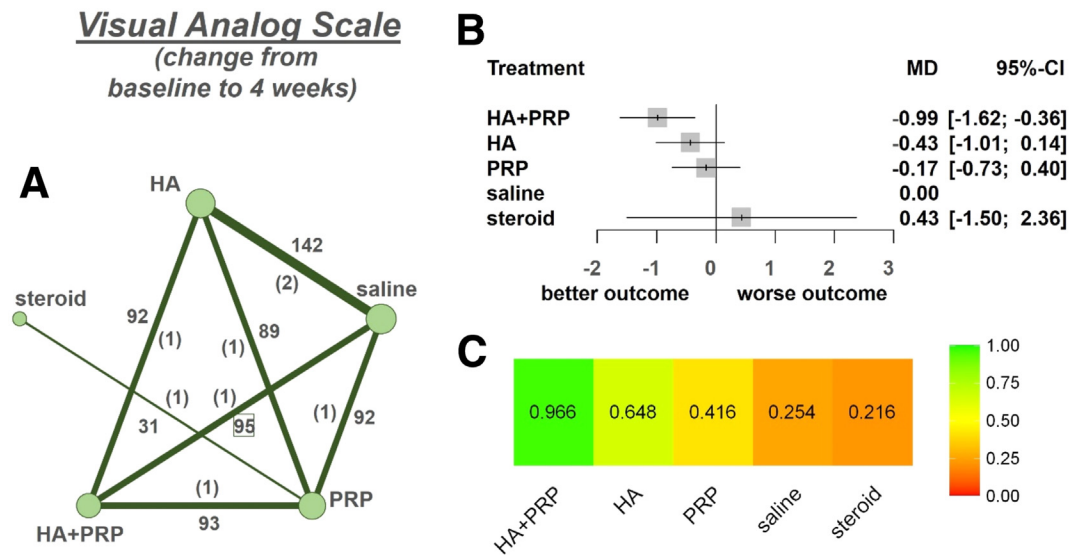 Visual Analog Scale
(change from
baseline to 4 weeks)
A
HA
142
(2)
saline
steroid
92
(1)
89
(1)
(1)
(1)
(1)
92
31
95
(1)
PRP
HA+PRP
93
B
Treatment MD 95%-CI
HA+PRP -0.99 [-1.62; -0.36]
HA -0.43 [-1.01; 0.14]
PRP -0.17 [-0.73; 0.40]
saline 0.00
steroid 0.43 [-1.50; 2.36]
-2 -1 0 1 2 3
better outcome worse outcome
C
0.966 0.648 0.416 0.254 0.216
HA+PRP HA PRP saline steroid
1.00
0.75
0.50
0.25
0.00